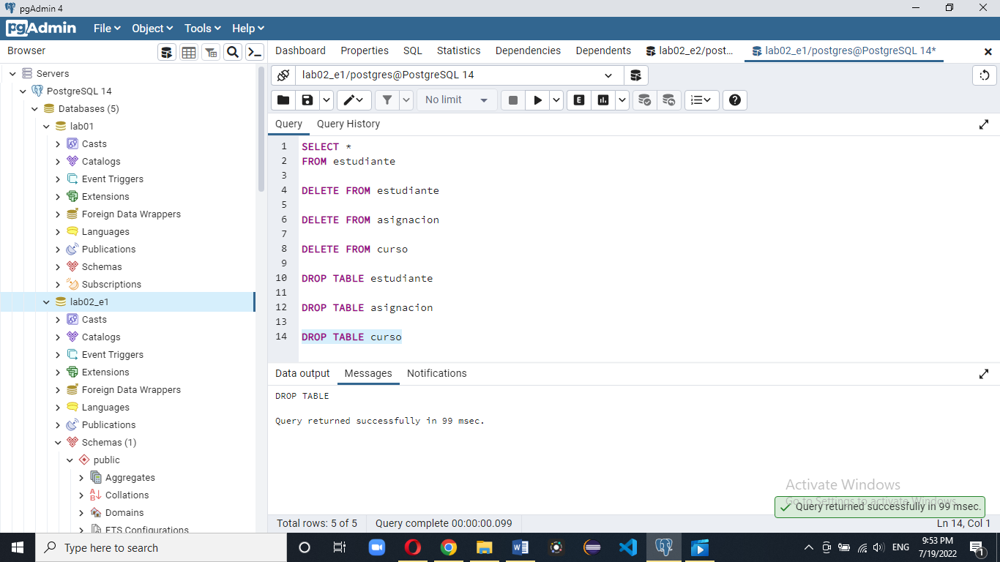 pgAdmin 4
pgAdmin File Object Tools Help
Browser
Dashboard Properties SQL Statistics Dependencies Dependents lab02_e2/post... lab02_e1/postgres@PostgreSQL 14*
Servers
PostgreSQL 14
Databases (5)
lab01
Casts
Catalogs
Event Triggers
Extensions
Foreign Data Wrappers
Languages
Publications
Schemas
Subscriptions
lab02_e1
Casts
Catalogs
Event Triggers
Extensions
Foreign Data Wrappers
Languages
Publications
Schemas (1)
public
Aggregates
Collations
Domains
FTS Configurations
lab02_e1/postgres@PostgreSQL 14
No limit
E
Query Query History
1 SELECT *
2 FROM estudiante
3
4 DELETE FROM estudiante
5
6 DELETE FROM asignacion
7
8 DELETE FROM curso
9
10 DROP TABLE estudiante
11
12 DROP TABLE asignacion
13
14 DROP TABLE curso
Data output Messages Notifications
DROP TABLE
Query returned successfully in 99 msec.
Activate Windows
Go to Settings to activate Windows.
Query returned successfully in 99 msec.
Total rows: 5 of 5 Query complete 00:00:00.099 Ln 14, Col 1
Type here to search
ENG
9:53 PM
7/19/2022
1